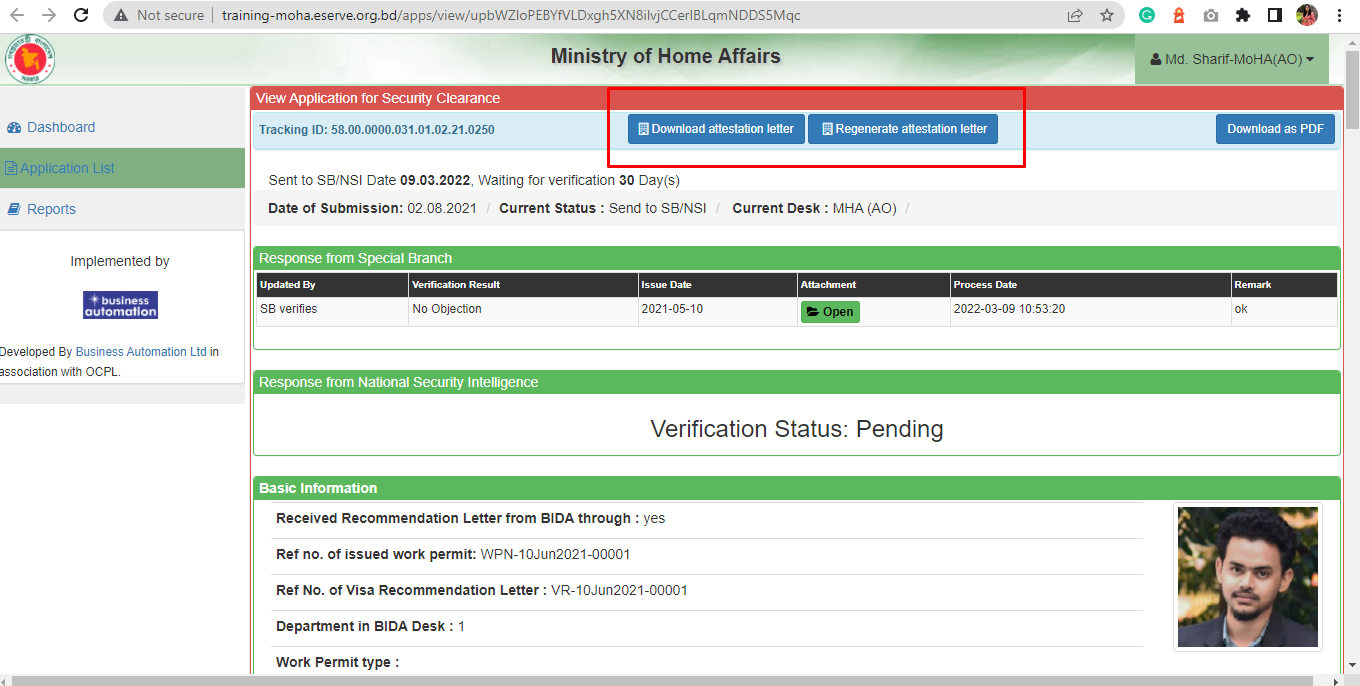 Not secure | training-moha.eserve.org.bd/apps/view/upbWZIoPEBYfVLDxgh5XN8ilvjCCerIBLqmNDDS5Mqc
Ministry of Home Affairs
Md. Sharif-MoHA(AO)
View Application for Security Clearance
Dashboard
Tracking ID: 58.00.0000.031.01.02.21.0250
Download attestation letter
Regenerate attestation letter
Download as PDF
Application List
Sent to SB/NSI Date 09.03.2022, Waiting for verification 30 Day(s)
Reports
Date of Submission: 02.08.2021 / Current Status : Send to SB/NSI / Current Desk : MHA (AO) /
Implemented by
business
automation
Developed By Business Automation Ltd in
association with OCPL.
Response from Special Branch
Updated By Verification Result Issue Date Attachment Process Date Remark
SB verifies No Objection 2021-05-10 Open 2022-03-09 10:53:20 ok
Response from National Security Intelligence
Verification Status: Pending
Basic Information
Received Recommendation Letter from BIDA through : yes
Ref no. of issued work permit: WPN-10Jun2021-00001
Ref No. of Visa Recommendation Letter : VR-10Jun2021-00001
Department in BIDA Desk : 1
Work Permit type :